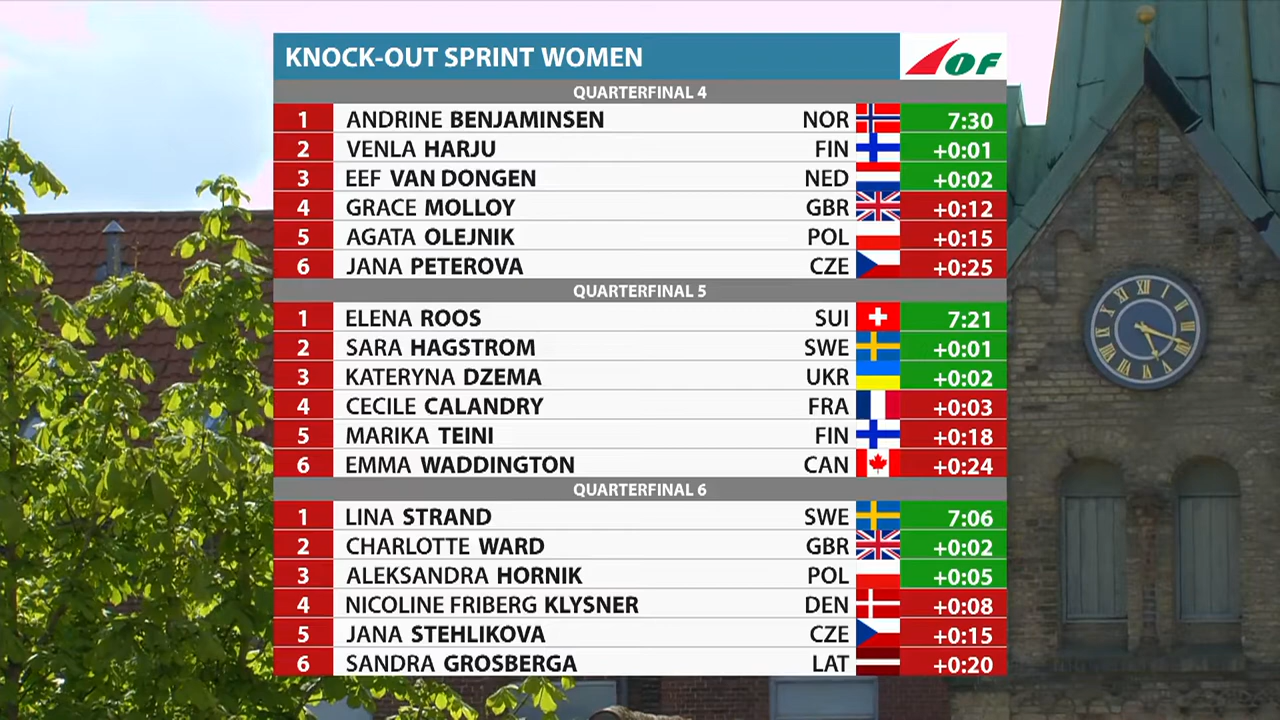 KNOCK-OUT SPRINT WOMEN
IOF
QUARTERFINAL 4
1 ANDRINE BENJAMINSEN NOR 7:30
2 VENLA HARJU FIN +0:01
3 EEF VAN DONGEN NED +0:02
4 GRACE MOLLOY GBR +0:12
5 AGATA OLEJNIK POL +0:15
6 JANA PETEROVA CZE +0:25
QUARTERFINAL 5
1 ELENA ROOS SUI 7:21
2 SARA HAGSTROM SWE +0:01
3 KATERYNA DZEMA UKR +0:02
4 CECILE CALANDRY FRA +0:03
5 MARIKA TEINI FIN +0:18
6 EMMA WADDINGTON CAN +0:24
QUARTERFINAL 6
1 LINA STRAND SWE 7:06
2 CHARLOTTE WARD GBR +0:02
3 ALEKSANDRA HORNIK POL +0:05
4 NICOLINE FRIBERG KLYSNER DEN +0:08
5 JANA STEHLIKOVA CZE +0:15
6 SANDRA GROSBERGA LAT +0:20